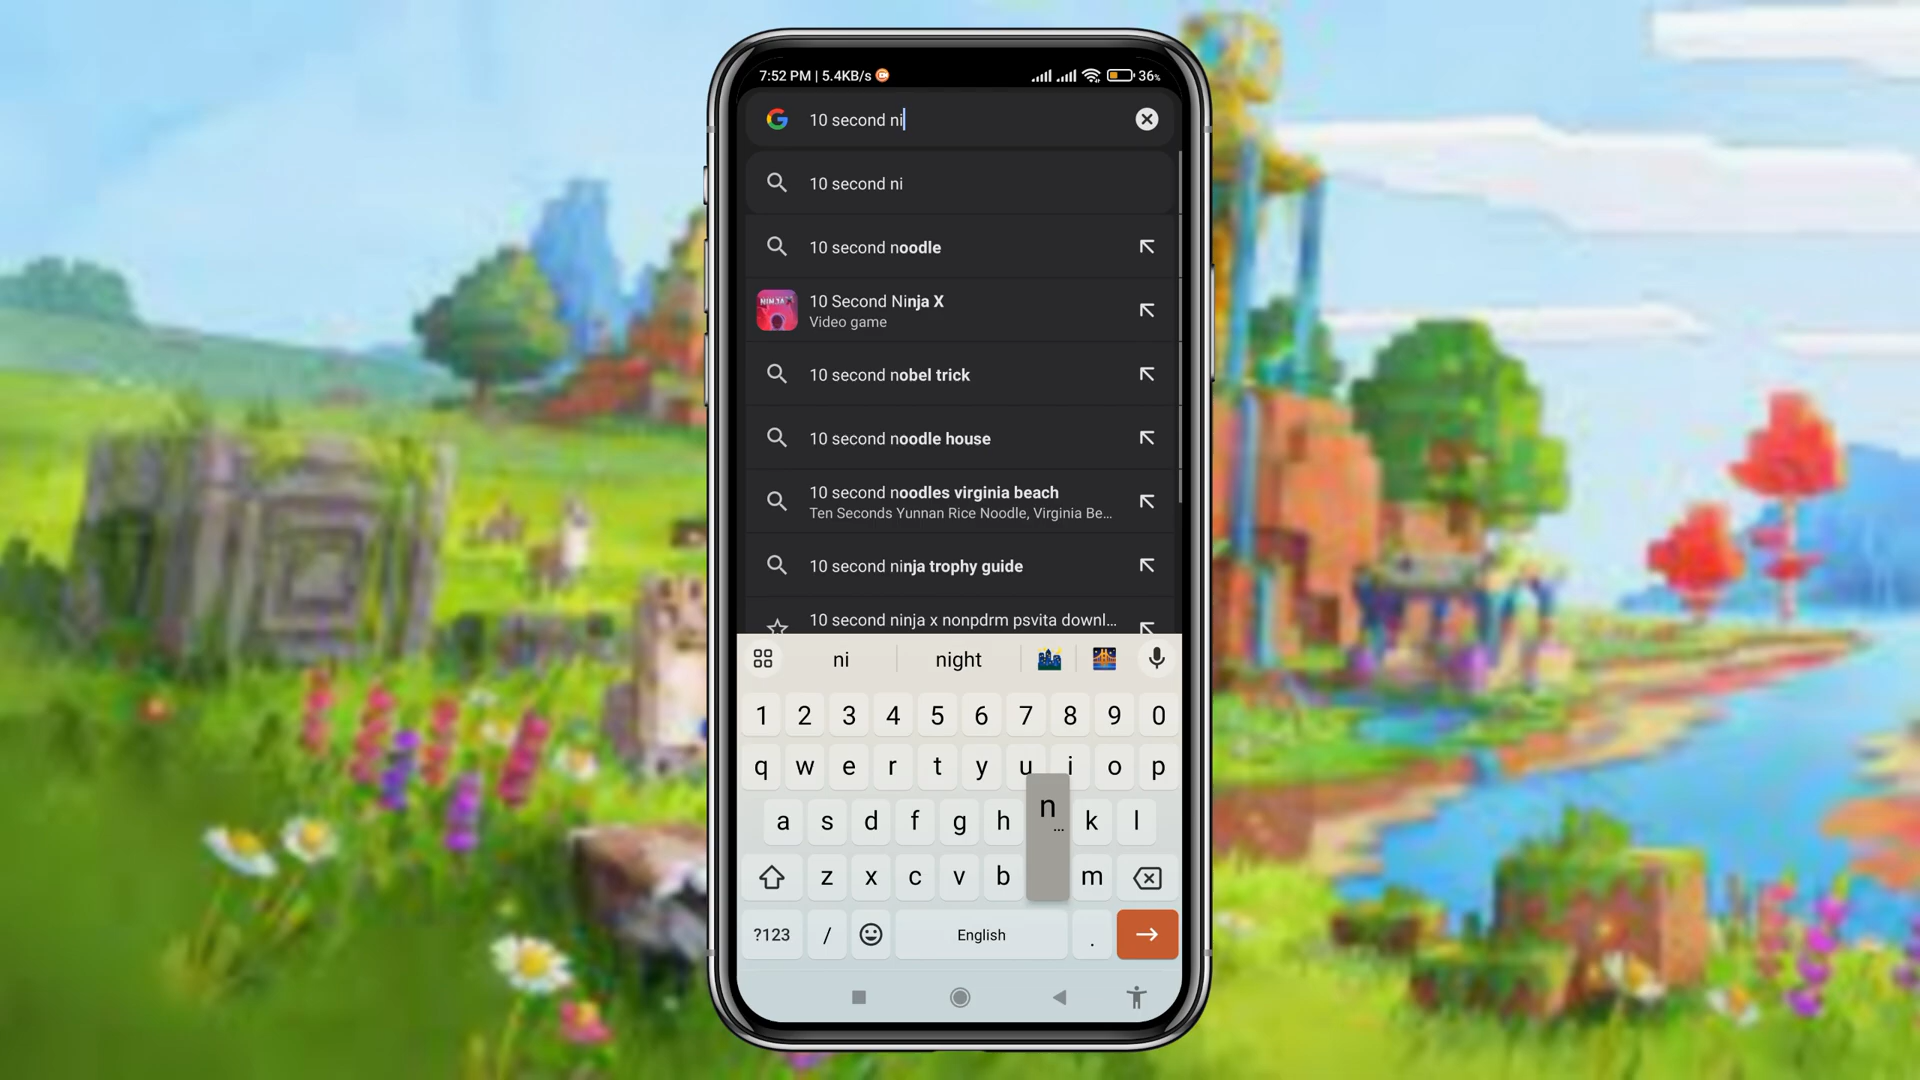 7:52 PM | 5.4KB/s
36%
10 second ni
10 second ni
10 second noodle
NINJA
10 Second Ninja X
Video game
10 second nobel trick
10 second noodle house
10 second noodles virginia beach
Ten Seconds Yunnan Rice Noodle, Virginia Be...
10 second ninja trophy guide
10 second ninja x nonpdrm psvita downl...
ni night
1 2 3 4 5 6 7 8 9 0
q w e r t y u i o p
a s d f g h n ... k l
z x c v b m
?123 / English .